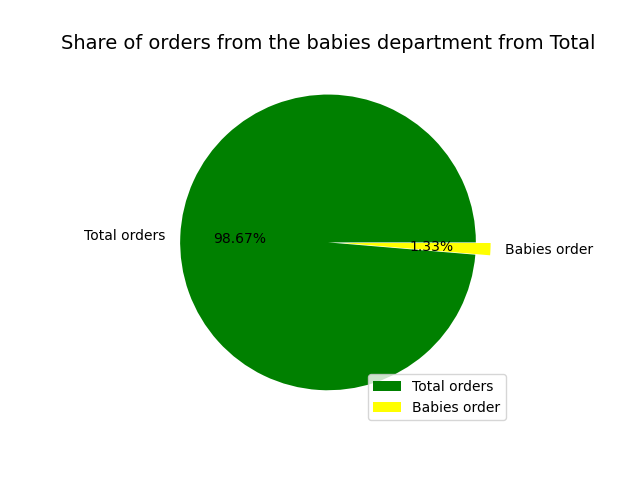 Share of orders from the babies department from Total
Total orders
98.67%
1.33%
Babies order
Total orders
Babies order